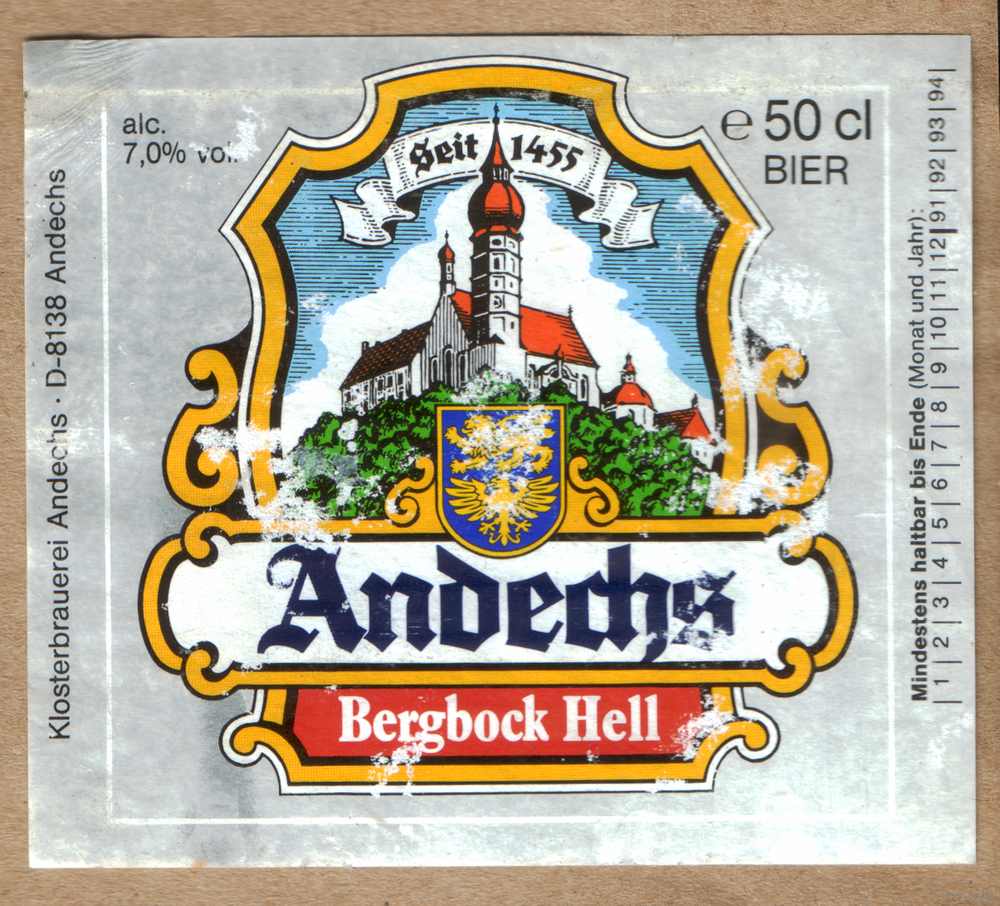 alc.
7,0% vol.
℮ 50 cl
BIER
Seit 1455
Andechs
Bergbock Hell
Klosterbrauerei Andechs · D-8138 Andechs
Mindestens haltbar bis Ende (Monat und Jahr):
|1|2|3|4|5|6|7|8|9|10|11|12|91|92|93|94|